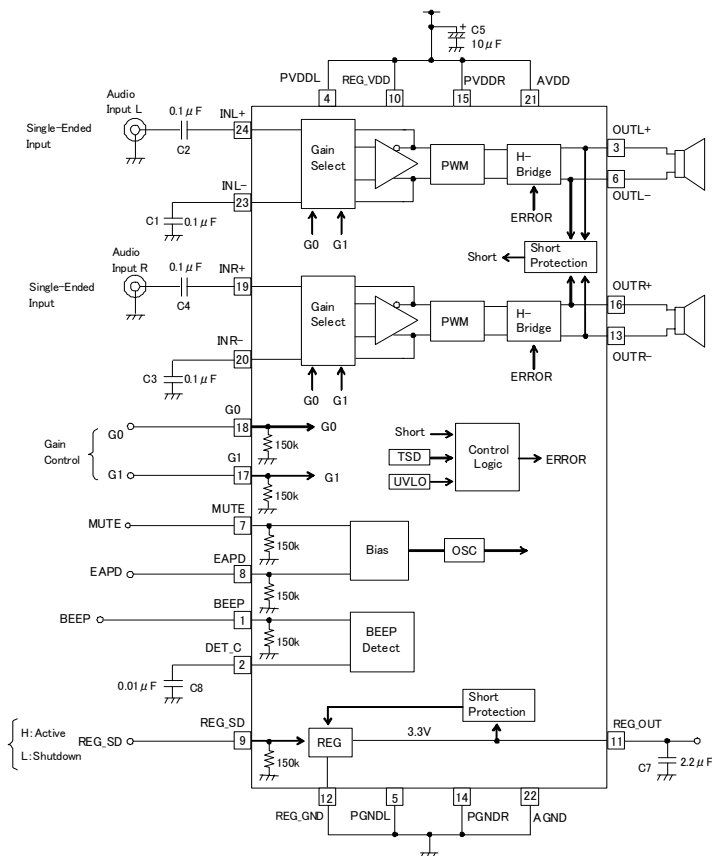 +
C5
10μF
PVDDL
REG_VDD
PVDDR
AVDD
4
10
15
21
Audio
Input L
0.1μF
INL+
Single-Ended
Input
C2
24
Gain
Select
PWM
H-
Bridge
OUTL+
3
6
OUTL-
INL-
23
C1
0.1μF
G0
G1
ERROR
Short
Short
Protection
Audio
Input R
0.1μF
INR+
Single-Ended
Input
C4
19
Gain
Select
PWM
H-
Bridge
OUTR+
16
13
OUTR-
INR-
20
C3
0.1μF
G0
G1
ERROR
Gain
Control
G0
G0
18
G0
150k
G1
G1
17
G1
150k
Short
TSD
UVLO
Control
Logic
ERROR
MUTE
MUTE
7
150k
EAPD
EAPD
8
150k
Bias
OSC
BEEP
BEEP
1
150k
BEEP
Detect
DET_C
2
0.01μF
C8
H: Active
L: Shutdown
REG_SD
REG_SD
9
150k
REG
3.3V
Short
Protection
REG_OUT
11
C7
2.2μF
12
5
14
22
REG_GND
PGNDL
PGNDR
AGND